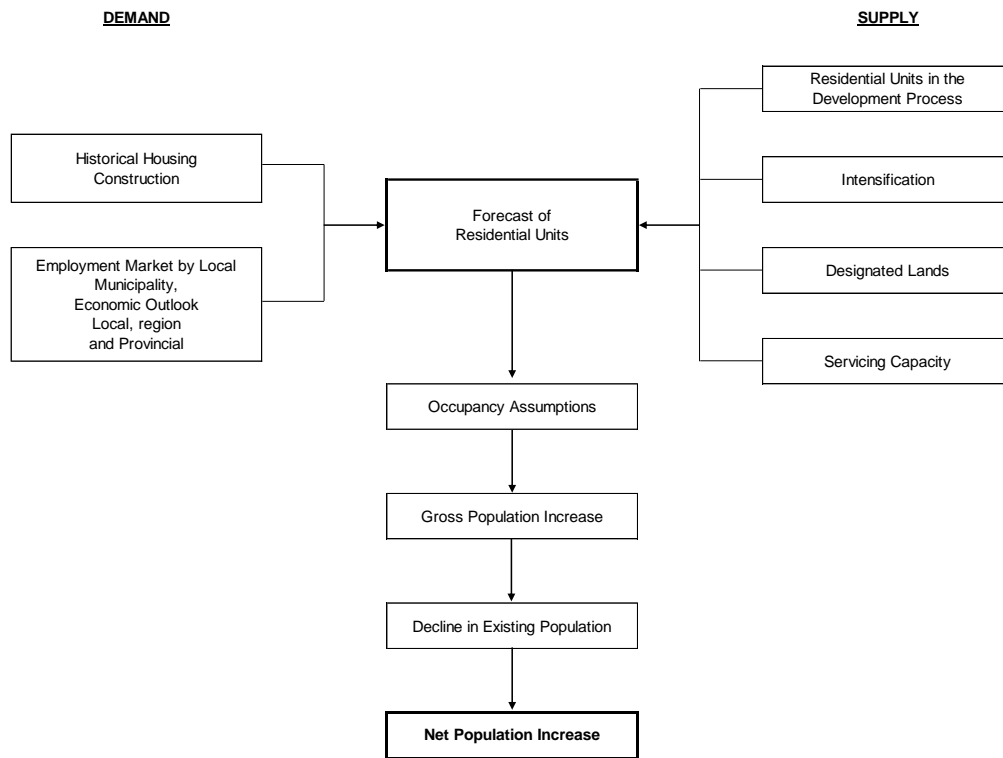 DEMAND
SUPPLY
Historical Housing
Construction
Employment Market by Local
Municipality,
Economic Outlook
Local, region
and Provincial
Forecast of
Residential Units
Residential Units in the
Development Process
Intensification
Designated Lands
Servicing Capacity
Occupancy Assumptions
Gross Population Increase
Decline in Existing Population
Net Population Increase